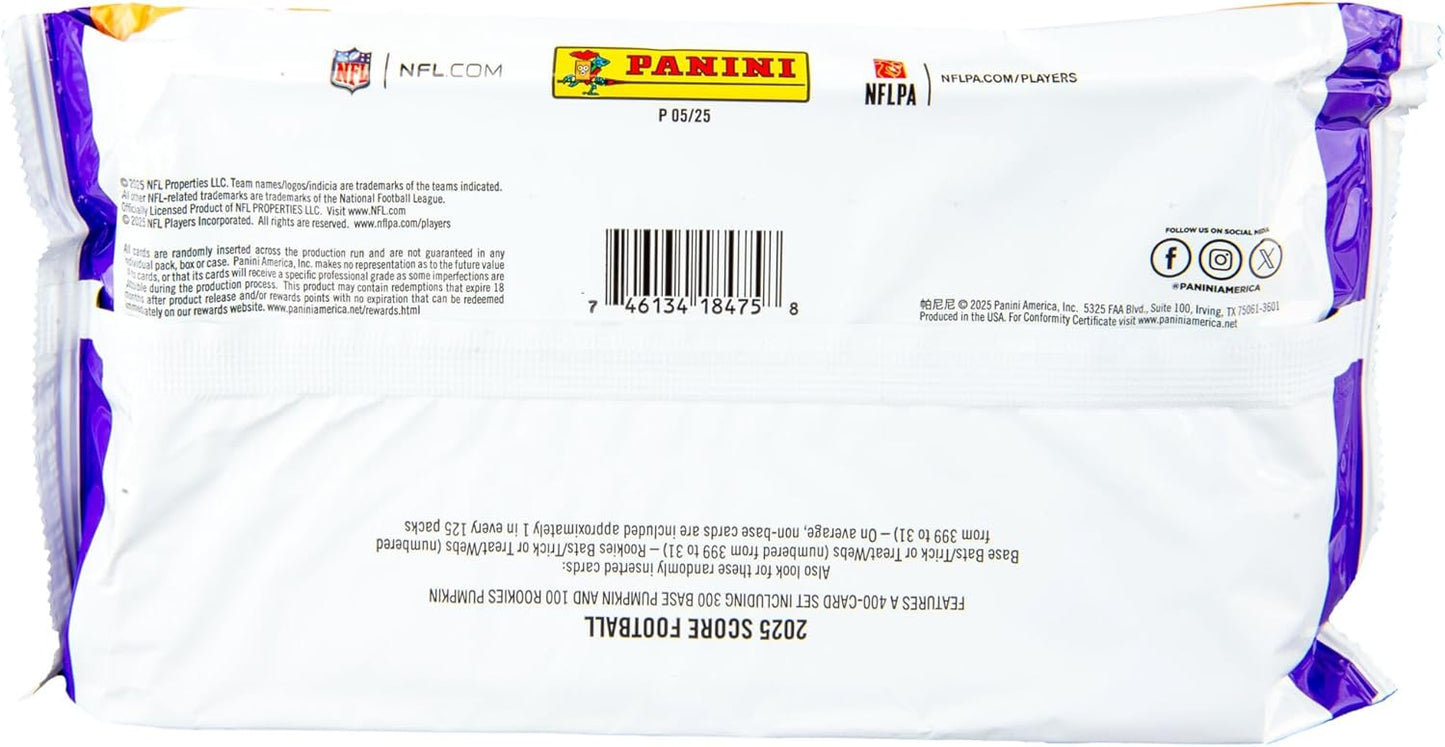 NFL
NFL.COM
PANINI
P 05/25
NFLPA
NFLPA.COM/PLAYERS
© 2025 NFL Properties LLC. Team names/logos/indicia are trademarks of the teams indicated.
All other NFL-related trademarks are trademarks of the National Football League.
Officially Licensed Product of NFL PROPERTIES LLC. Visit www.NFL.com
© 2025 NFL Players Incorporated. All rights are reserved. www.nflpa.com/players
All cards are randomly inserted across the production run and are not guaranteed in any
individual pack, box or case. Panini America, Inc. makes no representation as to the future value
of its cards, or that its cards will receive a specific professional grade as some imperfections are
possible during the production process. This product may contain redemptions that expire 18
months after product release and/or rewards points with no expiration that can be redeemed
immediately on our rewards website. www.paniniamerica.net/rewards.html
7 46134 18475 8
FOLLOW US ON SOCIAL MEDIA
@PANINIAMERICA
帕尼尼 © 2025 Panini America, Inc. 5325 FAA Blvd., Suite 100, Irving, TX 75061-3601
Produced in the USA. For Conformity Certificate visit www.paniniamerica.net
2025 SCORE FOOTBALL
FEATURES A 400-CARD SET INCLUDING 300 BASE PUMPKIN AND 100 ROOKIES PUMPKIN
Also look for these randomly inserted cards:
Base Bats/Trick or Treat/Webs (numbered from 399 to 31) – Rookies Bats/Trick or Treat/Webs (numbered
from 399 to 31) – On average, non-base cards are included approximately 1 in every 125 packs